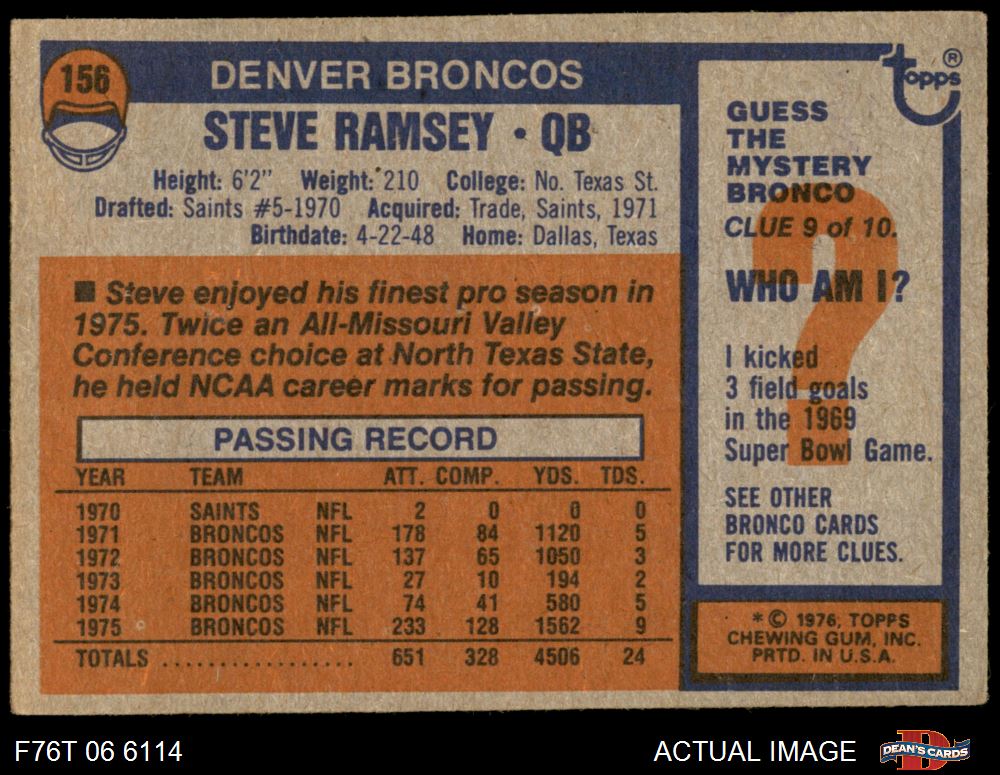 156
DENVER BRONCOS
STEVE RAMSEY • QB
Height: 6'2" Weight: 210 College: No. Texas St.
Drafted: Saints #5-1970 Acquired: Trade, Saints, 1971
Birthdate: 4-22-48 Home: Dallas, Texas
■ Steve enjoyed his finest pro season in
1975. Twice an All-Missouri Valley
Conference choice at North Texas State,
he held NCAA career marks for passing.
PASSING RECORD
YEAR TEAM ATT. COMP. YDS. TDS.
1970 SAINTS NFL 2 0 0 0
1971 BRONCOS NFL 178 84 1120 5
1972 BRONCOS NFL 137 65 1050 3
1973 BRONCOS NFL 27 10 194 2
1974 BRONCOS NFL 74 41 580 5
1975 BRONCOS NFL 233 128 1562 9
TOTALS .................. 651 328 4506 24
topps ®
GUESS
THE
MYSTERY
BRONCO
CLUE 9 of 10.
?
WHO AM I?
I kicked
3 field goals
in the 1969
Super Bowl Game.
SEE OTHER
BRONCO CARDS
FOR MORE CLUES.
* © 1976, TOPPS
CHEWING GUM, INC.
PRTD. IN U.S.A.
F76T 06 6114
ACTUAL IMAGE
D
DEAN'S CARDS